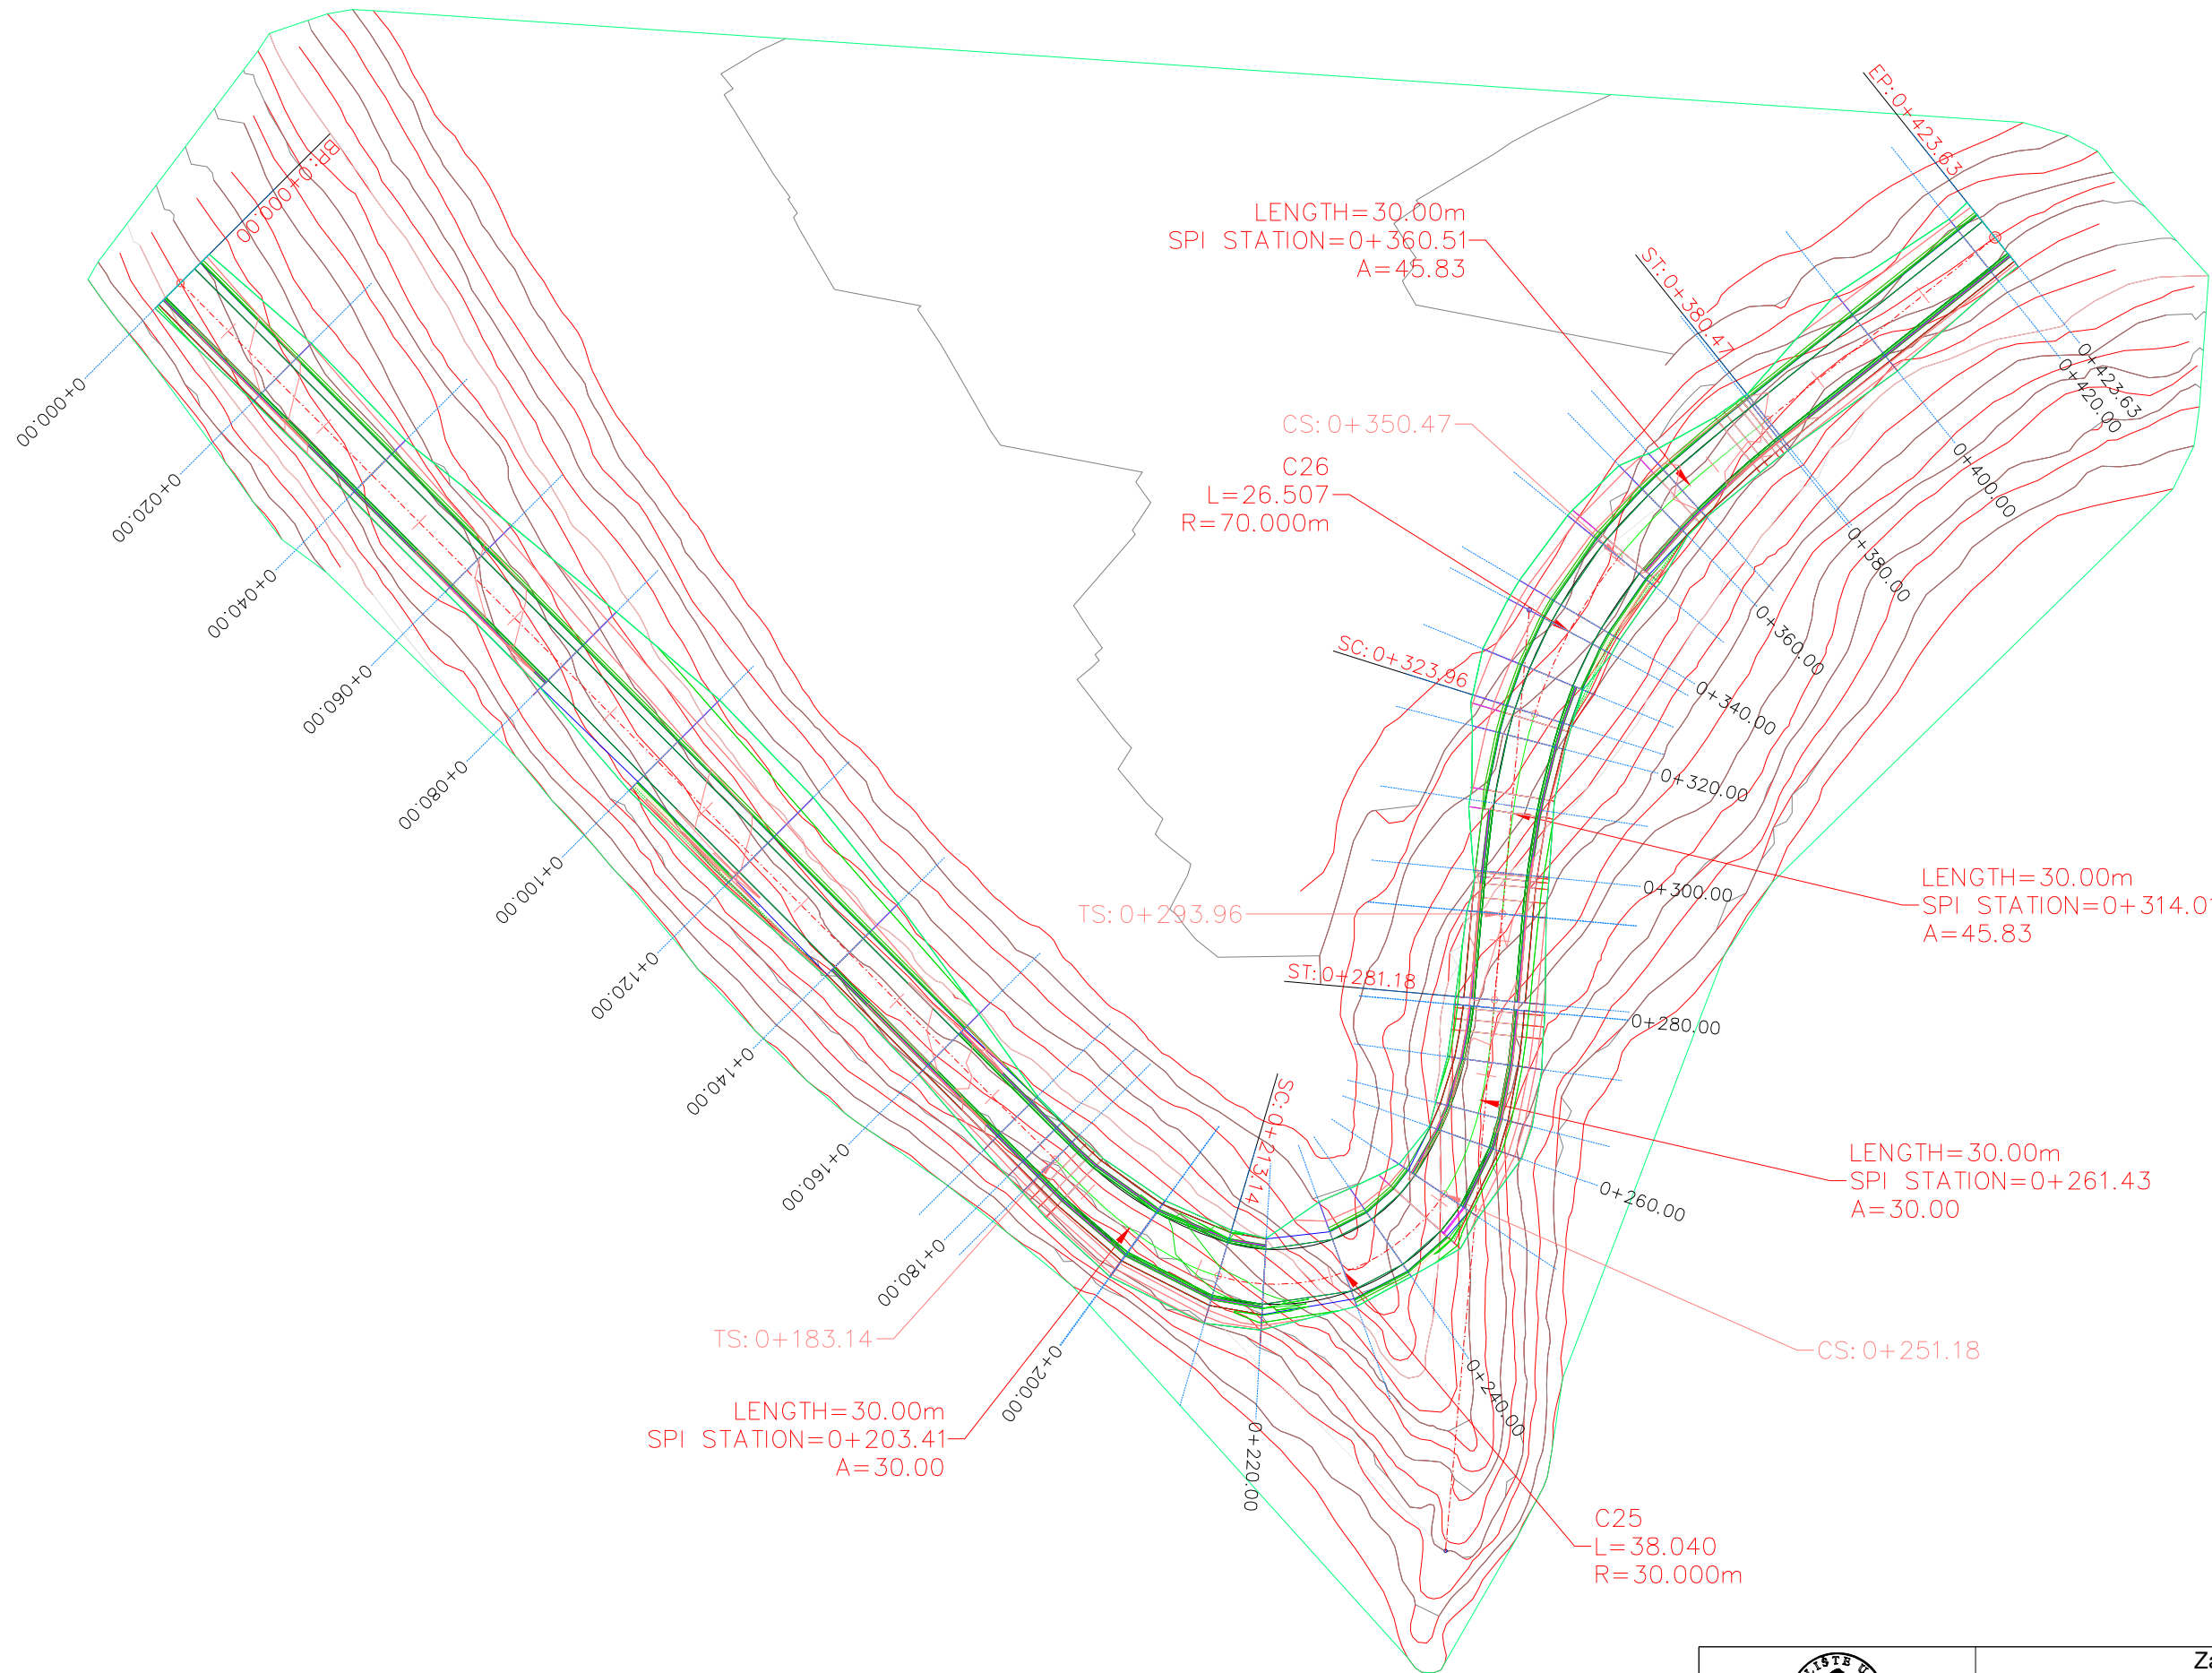 BP: 0+000.00
EP: 0+423.63
LENGTH=30.00m
SPI STATION=0+360.51
A=45.83
ST: 0+380.47
CS: 0+350.47
C26
L=26.507
R=70.000m
SC: 0+323.96
LENGTH=30.00m
SPI STATION=0+314.01
A=45.83
TS: 0+293.96
ST: 0+281.18
LENGTH=30.00m
SPI STATION=0+261.43
A=30.00
SC: 0+213.14
TS: 0+183.14
CS: 0+251.18
LENGTH=30.00m
SPI STATION=0+203.41
A=30.00
C25
L=38.040
R=30.000m
0+000.00
0+020.00
0+040.00
0+060.00
0+080.00
0+100.00
0+120.00
0+140.00
0+160.00
0+180.00
0+200.00
0+220.00
0+240.00
0+260.00
0+280.00
0+300.00
0+320.00
0+340.00
0+360.00
0+380.00
0+400.00
0+420.00
0+423.63